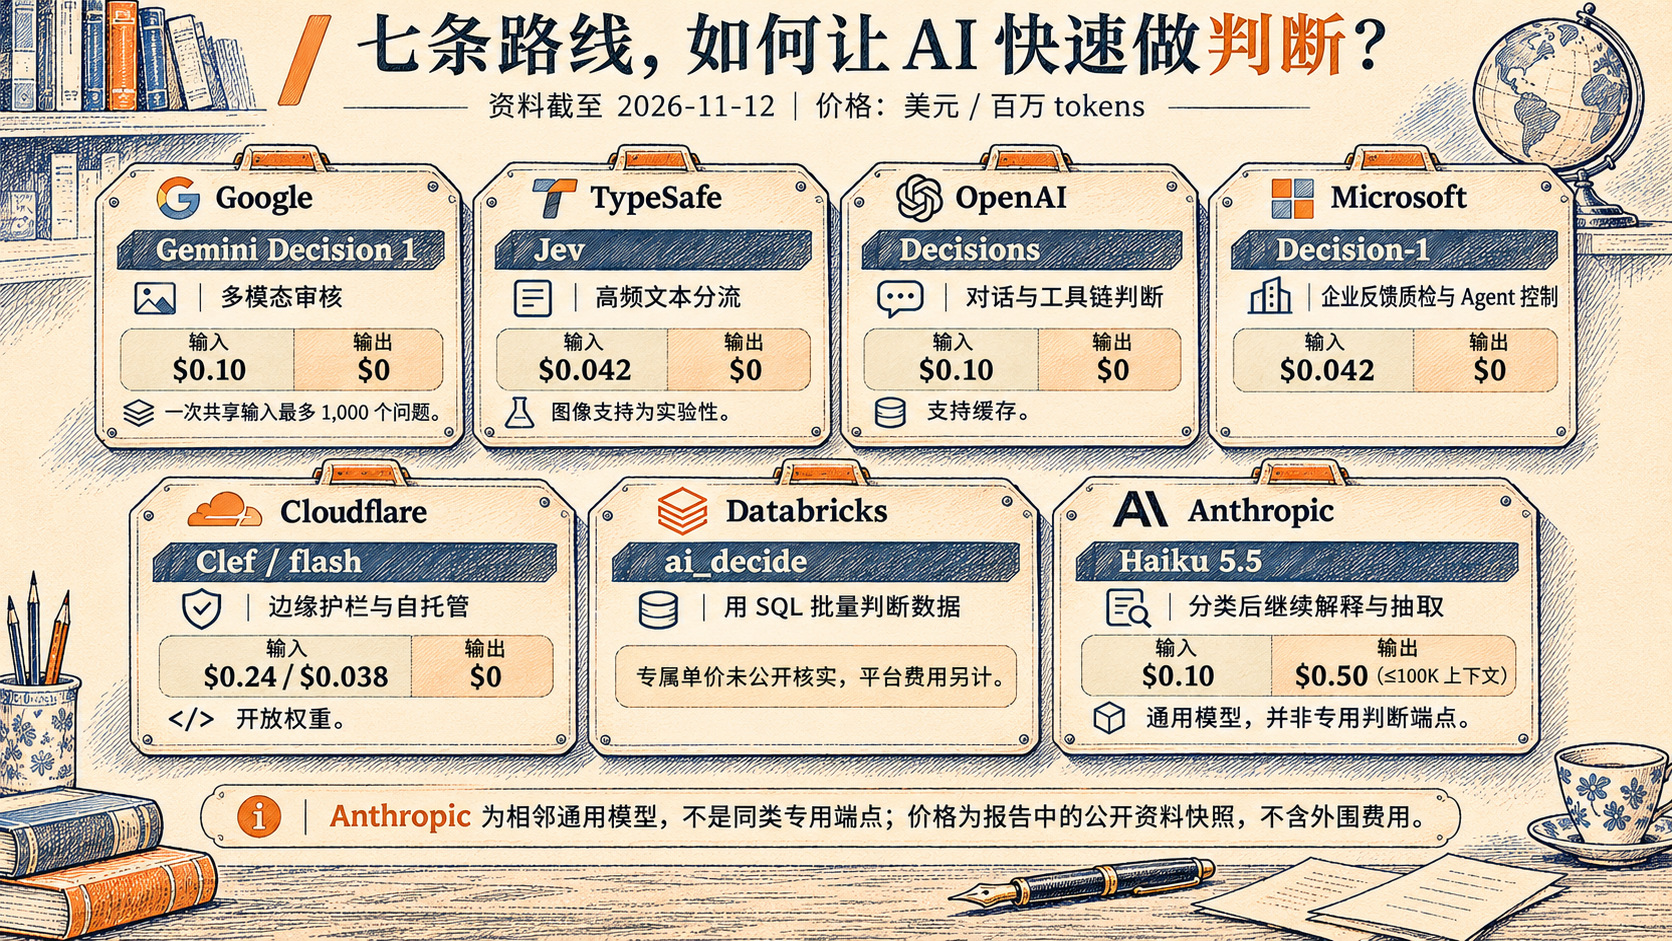 七条路线，如何让 AI 快速做判断？
资料截至 2026-11-12 | 价格：美元 / 百万 tokens
Google
Gemini Decision 1
多模态审核
输入 输出
$0.10 $0
一次共享输入最多 1,000 个问题。
TypeSafe
Jev
高频文本分流
输入 输出
$0.042 $0
图像支持为实验性。
OpenAI
Decisions
对话与工具链判断
输入 输出
$0.10 $0
支持缓存。
Microsoft
Decision-1
企业反馈质检与 Agent 控制
输入 输出
$0.042 $0
Cloudflare
Clef / flash
边缘护栏与自托管
输入 输出
$0.24 / $0.038 $0
</> 开放权重。
Databricks
ai_decide
用 SQL 批量判断数据
专属单价未公开核实，平台费用另计。
Anthropic
Haiku 5.5
分类后继续解释与抽取
输入 输出
$0.10 $0.50 (≤100K 上下文)
通用模型，并非专用判断端点。
Anthropic 为相邻通用模型，不是同类专用端点；价格为报告中的公开资料快照，不含外围费用。